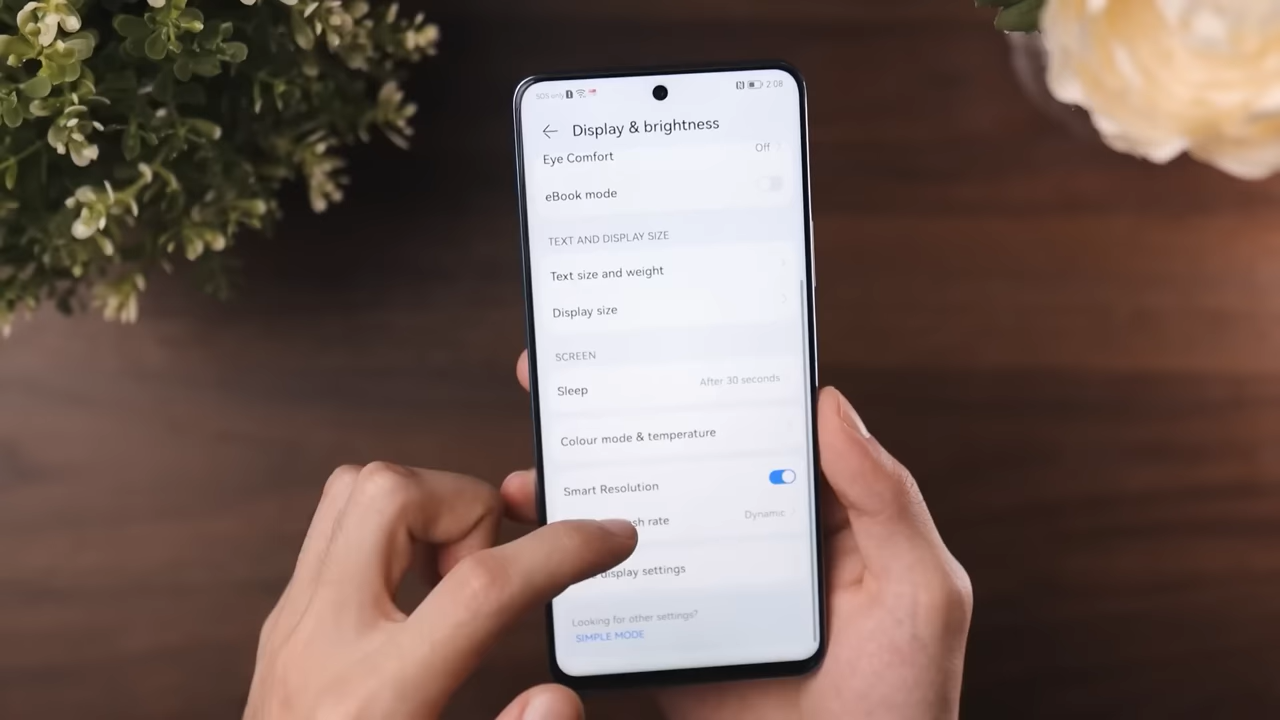 SOS only 2:08
Display & brightness
Eye Comfort Off
eBook mode
TEXT AND DISPLAY SIZE
Text size and weight
Display size
SCREEN
Sleep After 30 seconds
Colour mode & temperature
Smart Resolution
rate Dynamic
display settings
Looking for other settings?
SIMPLE MODE